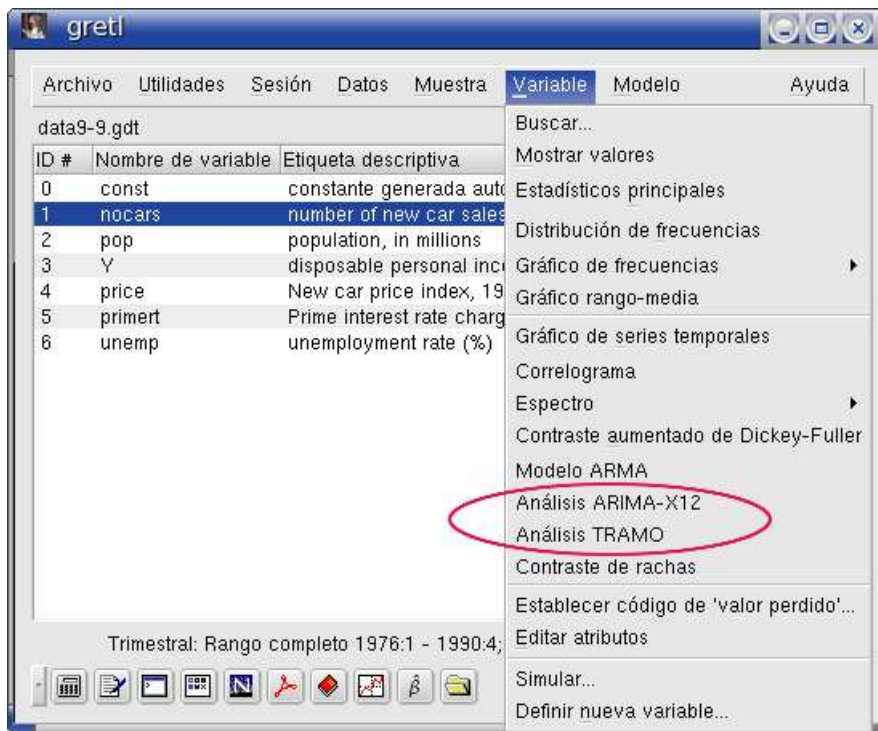 gretl
Archivo Utilidades Sesión Datos Muestra Variable Modelo Ayuda
data9-9.gdt
ID # Nombre de variable Etiqueta descriptiva
0 const constante generada auto
1 nocars number of new car sales
2 pop population, in millions
3 Y disposable personal inc
4 price New car price index, 19
5 primert Prime interest rate charg
6 unemp unemployment rate (%)
Trimestral: Rango completo 1976:1 - 1990:4;
Buscar...
Mostrar valores
Estadísticos principales
Distribución de frecuencias
Gráfico de frecuencias
Gráfico rango-media
Gráfico de series temporales
Correlograma
Espectro
Contraste aumentado de Dickey-Fuller
Modelo ARMA
Análisis ARIMA-X12
Análisis TRAMO
Contraste de rachas
Establecer código de 'valor perdido'...
Editar atributos
Simular...
Definir nueva variable...
N β̂